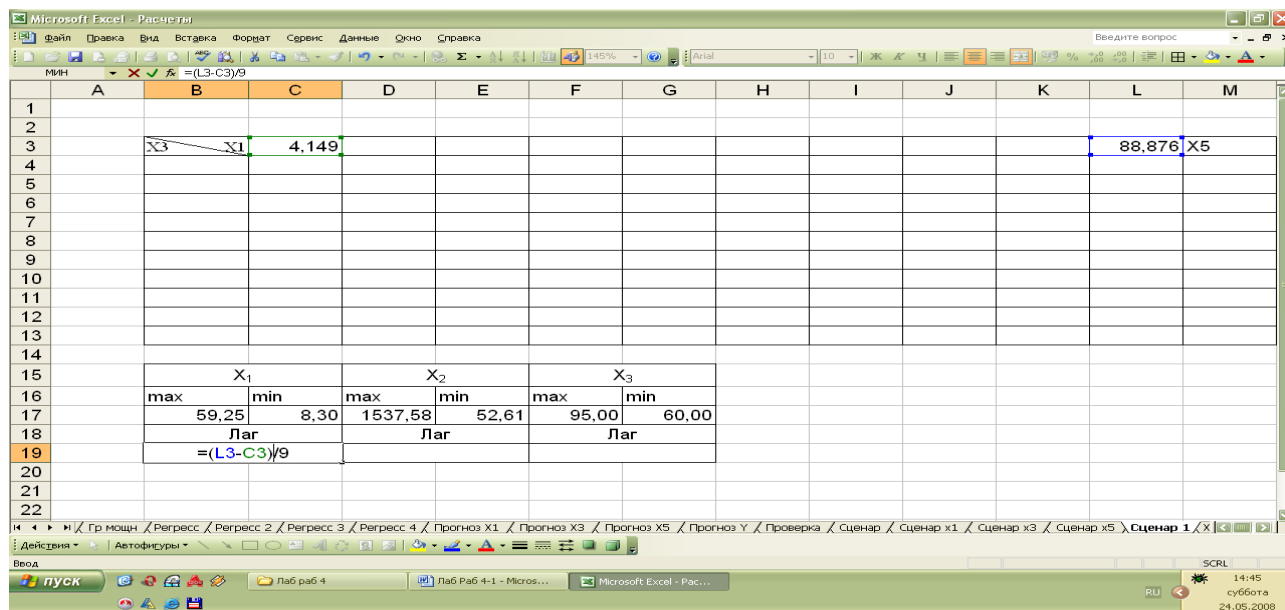 Microsoft Excel - Расчеты
Файл Правка Вид Вставка Формат Сервис Данные Окно Справка Введите вопрос
145% Arial 10 Ж К Ч
МИН =(L3-C3)/9
A B C D E F G H I J K L M
1
2
3 X3 X1 4,149 88,876 X5
4
5
6
7
8
9
10
11
12
13
14
15 X₁ X₂ X₃
16 max min max min max min
17 59,25 8,30 1537,58 52,61 95,00 60,00
18 Лаг Лаг Лаг
19 =(L3-C3)/9
20
21
22
Гр мощн Регресс Регресс 2 Регресс 3 Регресс 4 Прогноз X1 Прогноз X3 Прогноз X5 Прогноз Y Проверка Сценар Сценар x1 Сценар x3 Сценар x5 Сценар 1 X
Действия Автофигуры
Ввод SCRL
пуск Лаб раб 4 Лаб Раб 4-1 - Micros... Microsoft Excel - Рас... RU 14:45
суббота
24.05.2008